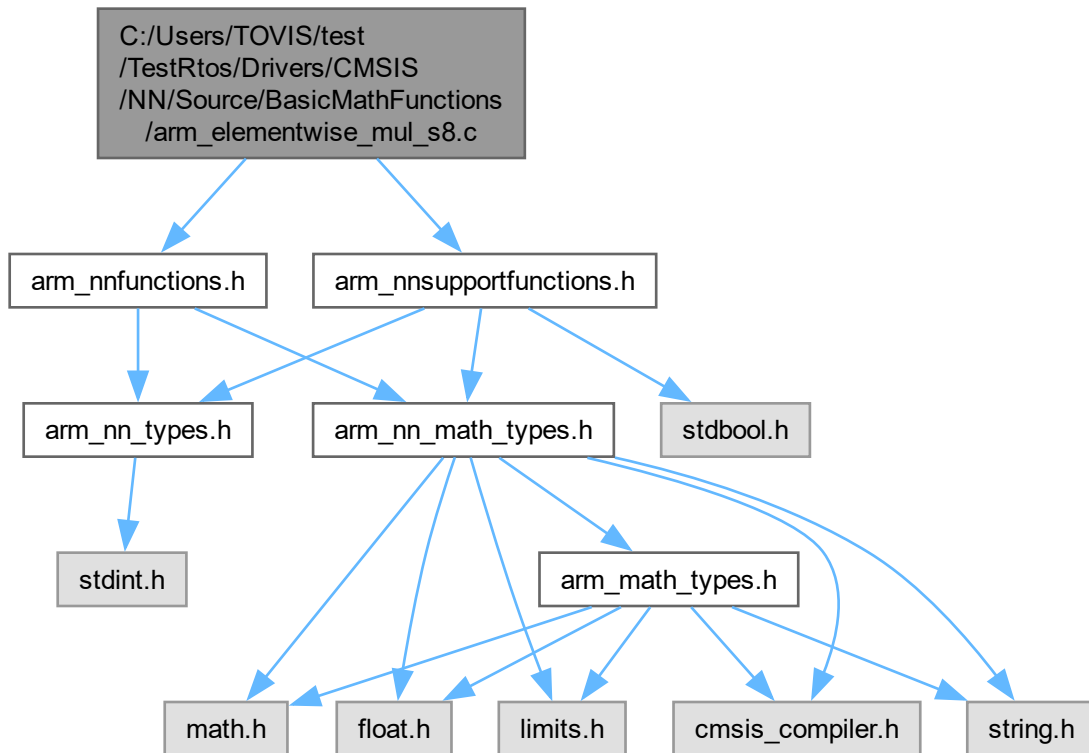 C:/Users/TOVIS/test
/TestRtos/Drivers/CMSIS
/NN/Source/BasicMathFunctions
/arm_elementwise_mul_s8.c
arm_nnfunctions.h
arm_nnsupportfunctions.h
arm_nn_types.h
arm_nn_math_types.h
stdbool.h
stdint.h
arm_math_types.h
math.h
float.h
limits.h
cmsis_compiler.h
string.h